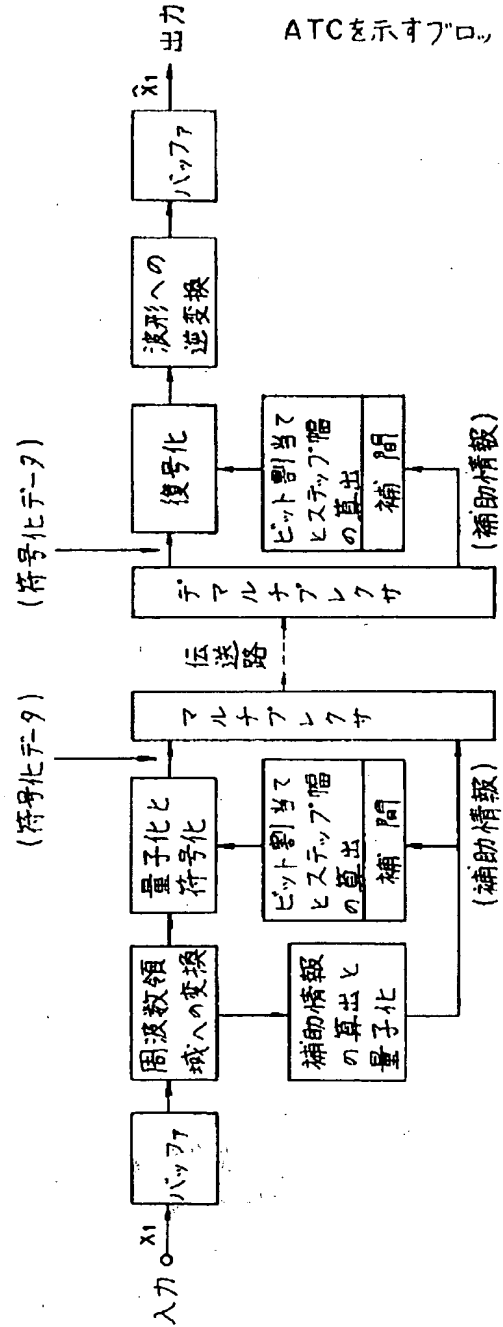 ATCを示すブロッ
入力
X₁
バッファ
周波数領
域への変換
補助情報
の算出と
量子化
量子化と
符号化
(符号化データ)
ビット割当て
とステップ幅
の算出
補間
(補助情報)
マルチプレクサ
伝送路
デマルチプレクサ
(符号化データ)
復号化
ビット割当て
とステップ幅
の算出
補間
(補助情報)
波形への
逆変換
バッファ
X̂₁
出力